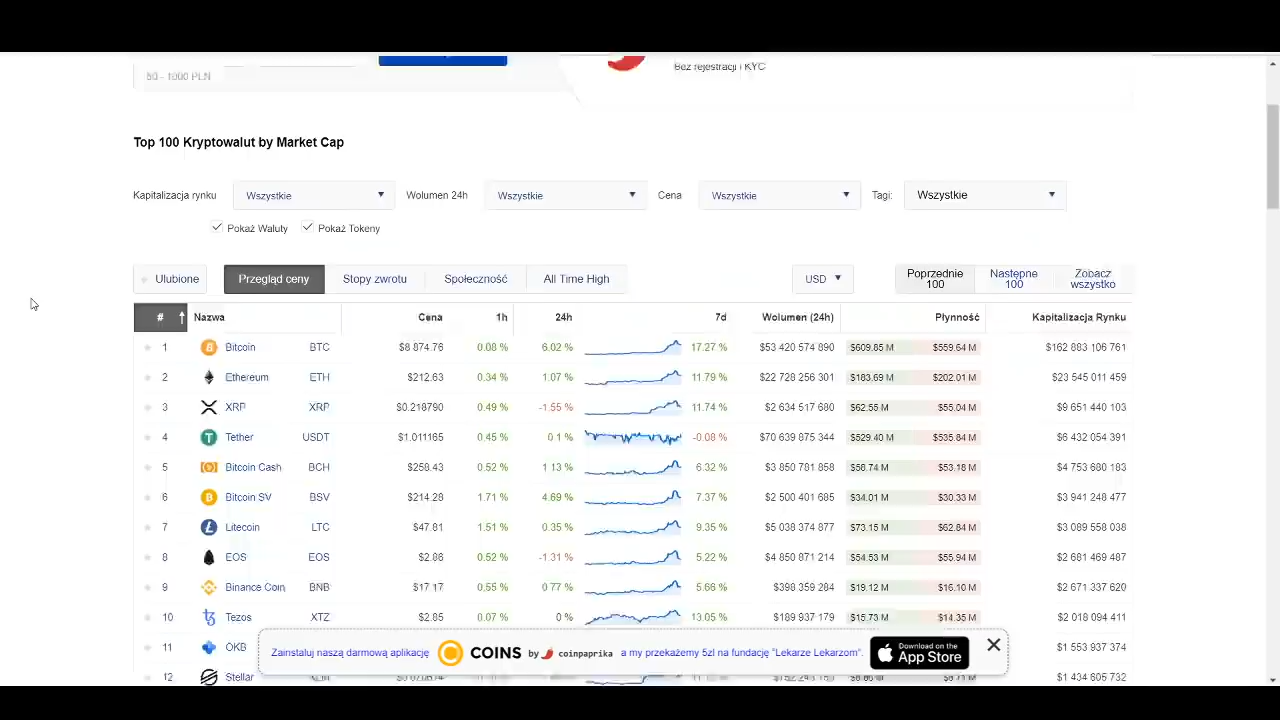 50 - 1000 PLN
Bez rejestracji i KYC
Top 100 Kryptowalut by Market Cap
Kapitalizacja rynku Wszystkie Wolumen 24h Wszystkie Cena Wszystkie Tagi: Wszystkie
Pokaż Waluty Pokaż Tokeny
Ulubione Przegląd ceny Stopy zwrotu Społeczność All Time High USD Poprzednie 100 Następne 100 Zobacz wszystko
# Nazwa Cena 1h 24h 7d Wolumen (24h) Płynność Kapitalizacja Rynku
1 Bitcoin BTC $8 874.76 0.08 % 6.02 % 17.27 % $53 420 574 890 $609.85 M $559.64 M $162 883 106 761
2 Ethereum ETH $212.63 0.34 % 1.07 % 11.79 % $22 728 256 301 $183.69 M $202.01 M $23 545 011 459
3 XRP XRP $0.218790 0.49 % -1.55 % 11.74 % $2 634 517 680 $62.55 M $55.04 M $9 651 440 103
4 Tether USDT $1.011165 0.45 % 0.1 % -0.08 % $70 639 875 344 $529.40 M $535.84 M $6 432 054 391
5 Bitcoin Cash BCH $258.43 0.52 % 1.13 % 6.32 % $3 850 781 858 $56.74 M $53.18 M $4 753 680 183
6 Bitcoin SV BSV $214.28 1.71 % 4.69 % 7.37 % $2 500 401 685 $34.01 M $30.33 M $3 941 248 477
7 Litecoin LTC $47.81 1.51 % 0.35 % 9.35 % $5 038 374 877 $73.15 M $62.84 M $3 089 558 038
8 EOS EOS $2.86 0.52 % -1.31 % 5.22 % $4 850 871 214 $54.53 M $55.94 M $2 681 469 487
9 Binance Coin BNB $17.17 0.55 % 0.77 % 5.66 % $398 359 284 $19.12 M $16.10 M $2 671 337 620
10 Tezos XTZ $2.85 0.07 % 0 % 13.05 % $189 937 179 $15.73 M $14.35 M $2 018 094 411
11 OKB $1 553 937 374
Zainstaluj naszą darmową aplikację COINS by coinpaprika a my przekażemy 5zł na fundację "Lekarze Lekarzom". Download on the App Store
12 Stellar $1 434 605 732